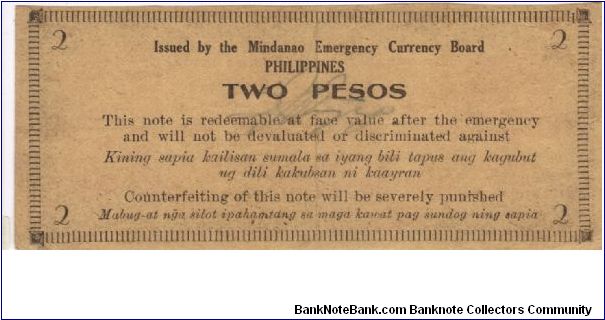 2 Issued by the Mindanao Emergency Currency Board 2
PHILIPPINES
TWO PESOS
This note is redeemable at face value after the emergency
and will not be devaluated or discriminated against
Kining sapia kailisan sumala sa iyang bili tapus ang kagubut
ug dili kakubsan ni kaayran
Counterfeiting of this note will be severely punished
2 Mabug-at nga silot ipahamtang sa maga kawat pag sundog ning sapia 2
BankNoteBank.com Banknote Collectors Community